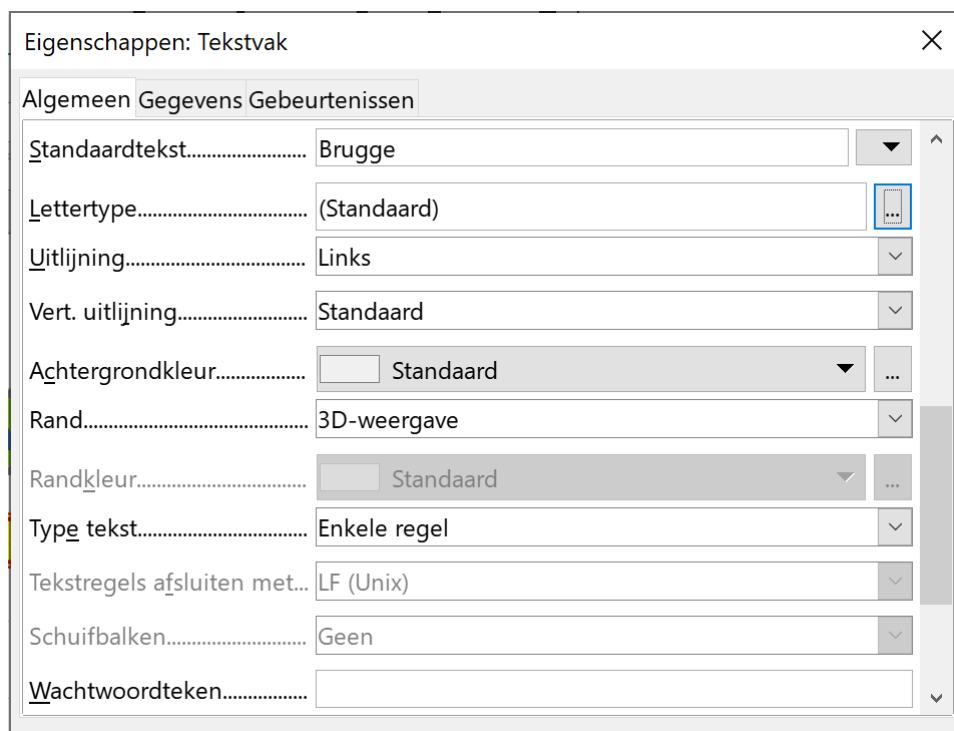 Eigenschappen: Tekstvak
Algemeen Gegevens Gebeurtenissen
Standaardtekst........................ Brugge
Lettertype.................................. (Standaard) ...
Uitlijning.................................... Links
Vert. uitlijning.......................... Standaard
Achtergrondkleur.................. Standaard ...
Rand............................................. 3D-weergave
Randkleur.................................. Standaard ...
Type tekst.................................. Enkele regel
Tekstregels afsluiten met... LF (Unix)
Schuifbalken............................ Geen
Wachtwoordteken.................